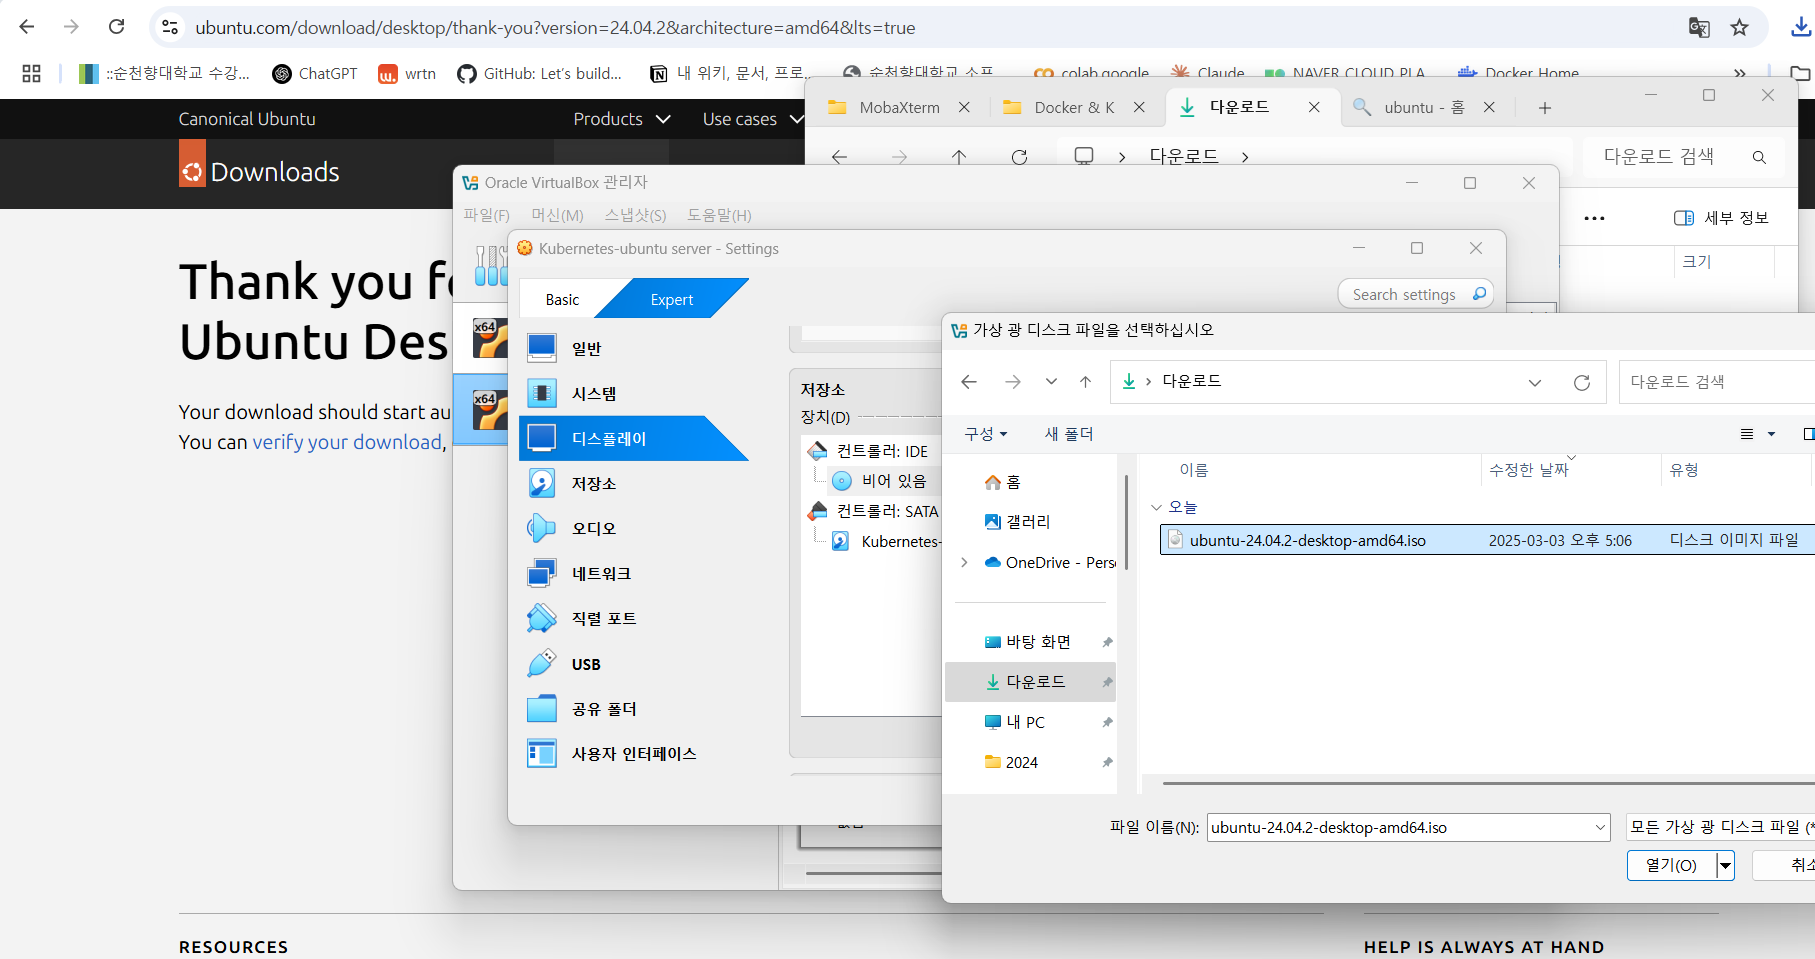 ubuntu.com/download/desktop/thank-you?version=24.04.2&architecture=amd64&lts=true
::순천향대학교 수강...
ChatGPT
wrtn
GitHub: Let's build...
내 위키, 문서, 프로...
순천향대학교 소프
colab.google
Claude
NAVER CLOUD PLA
Docker Home
Canonical Ubuntu
Products
Use cases
Downloads
Thank you f
Ubuntu Des
Your download should start au
You can verify your download,
RESOURCES
HELP IS ALWAYS AT HAND
MobaXterm
Docker & K
다운로드
ubuntu - 홈
다운로드
다운로드 검색
세부 정보
크기
Oracle VirtualBox 관리자
파일(F)
머신(M)
스냅샷(S)
도움말(H)
x64
x64
Kubernetes-ubuntu server - Settings
Basic
Expert
Search settings
일반
시스템
디스플레이
저장소
오디오
네트워크
직렬 포트
USB
공유 폴더
사용자 인터페이스
저장소
장치(D)
컨트롤러: IDE
비어 있음
컨트롤러: SATA
Kubernetes-
가상 광 디스크 파일을 선택하십시오
다운로드
다운로드 검색
구성
새 폴더
홈
갤러리
OneDrive - Pers
바탕 화면
다운로드
내 PC
2024
이름
수정한 날짜
유형
오늘
ubuntu-24.04.2-desktop-amd64.iso
2025-03-03 오후 5:06
디스크 이미지 파일
파일 이름(N):
ubuntu-24.04.2-desktop-amd64.iso
모든 가상 광 디스크 파일 (*
열기(O)
취소